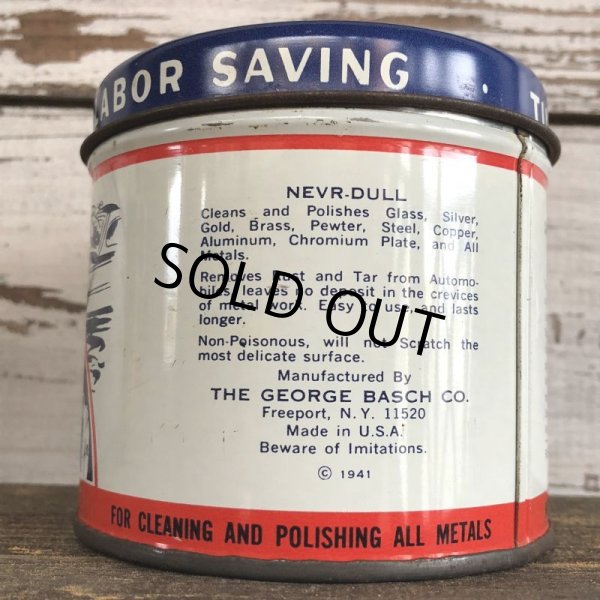 LABOR SAVING · TI
NEVR-DULL
Cleans and Polishes Glass, Silver,
Gold, Brass, Pewter, Steel, Copper,
Aluminum, Chromium Plate, and All
Metals.
Removes Rust and Tar from Automo-
biles, leaves no deposit in the crevices
of metal work. Easy to use, and lasts
longer.
Non-Poisonous, will not Scratch the
most delicate surface.
SOLD OUT
Manufactured By
THE GEORGE BASCH CO.
Freeport, N. Y. 11520
Made in U.S.A.
Beware of Imitations.
© 1941
FOR CLEANING AND POLISHING ALL METALS